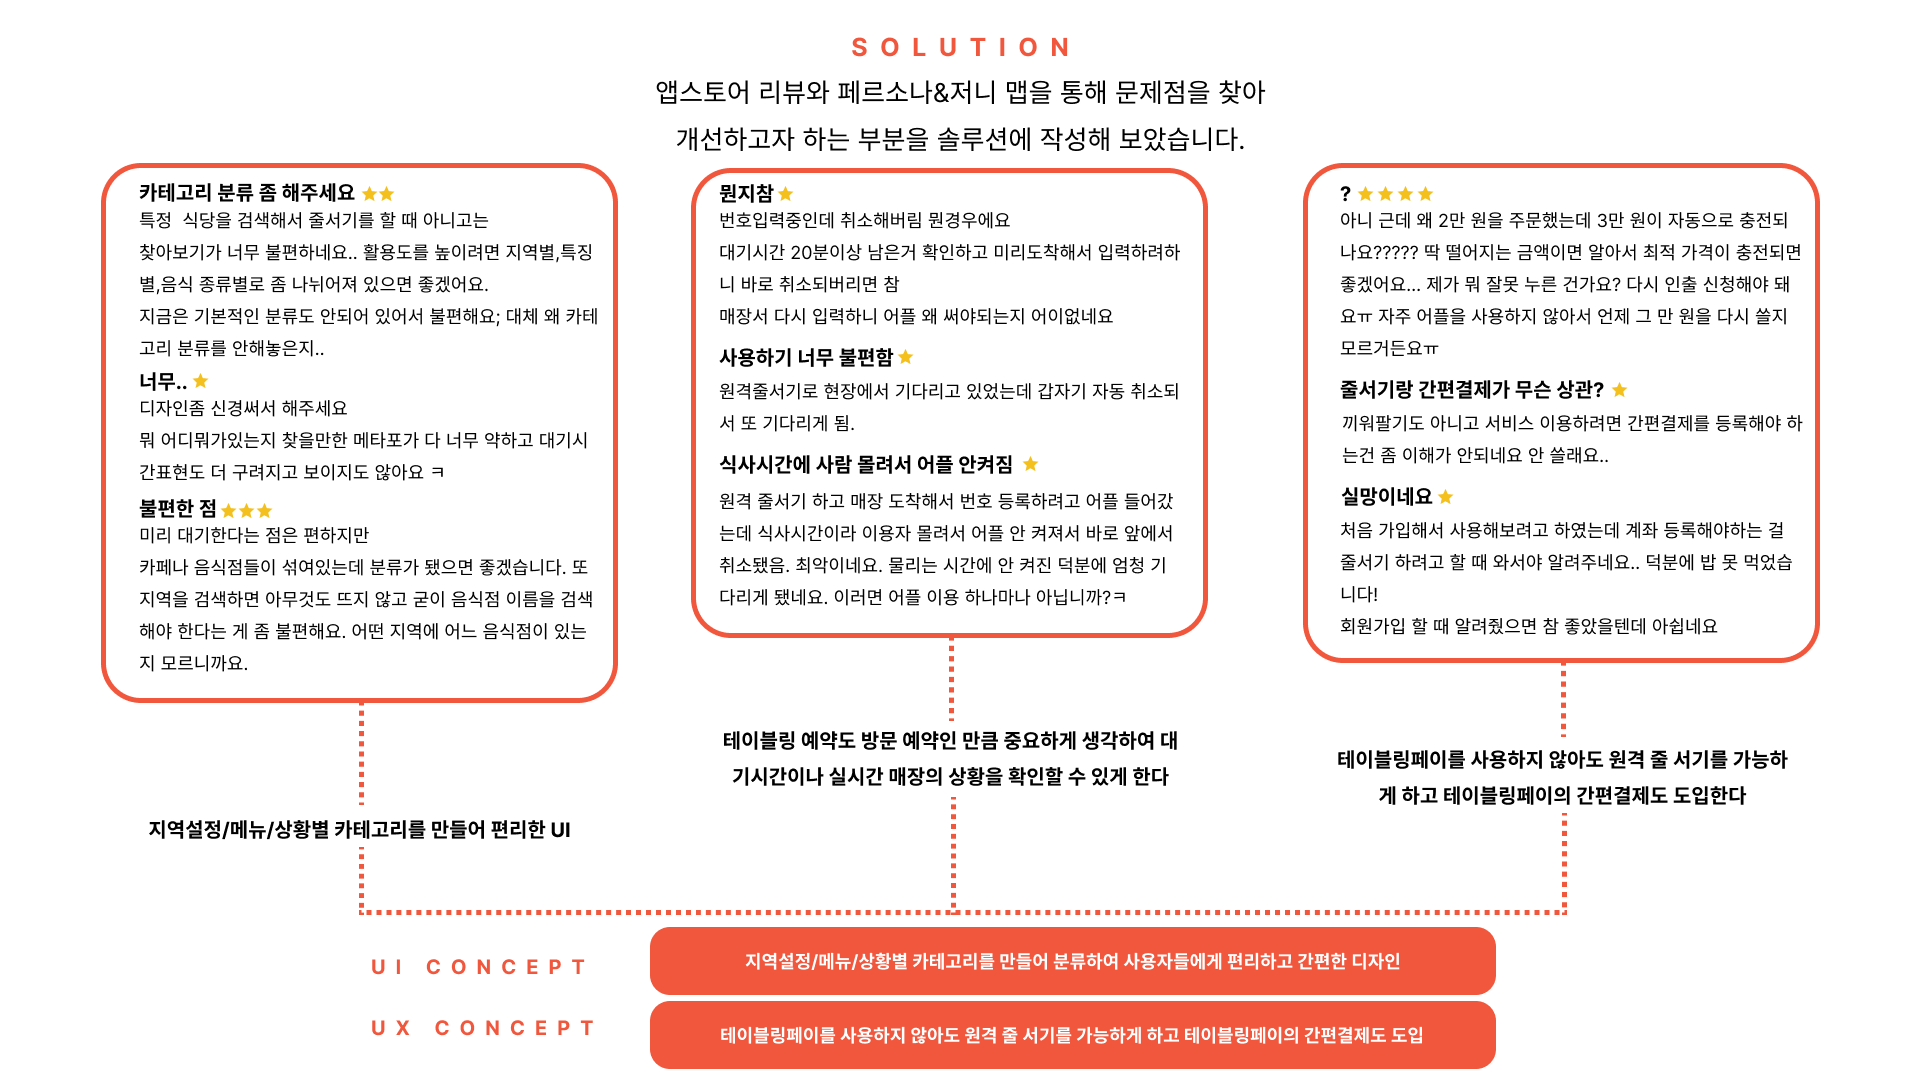 SOLUTION
앱스토어 리뷰와 페르소나&저니 맵을 통해 문제점을 찾아
개선하고자 하는 부분을 솔루션에 작성해 보았습니다.
카테고리 분류 좀 해주세요 ★★
특정 식당을 검색해서 줄서기를 할 때 아니고는
찾아보기가 너무 불편하네요.. 활용도를 높이려면 지역별,특징
별,음식 종류별로 좀 나뉘어져 있으면 좋겠어요.
지금은 기본적인 분류도 안되어 있어서 불편해요; 대체 왜 카테
고리 분류를 안해놓은지..
너무.. ★
디자인좀 신경써서 해주세요
뭐 어디뭐가있는지 찾을만한 메타포가 다 너무 약하고 대기시
간표현도 더 구려지고 보이지도 않아요 ㅋ
불편한 점 ★★★
미리 대기한다는 점은 편하지만
카페나 음식점들이 섞여있는데 분류가 됐으면 좋겠습니다. 또
지역을 검색하면 아무것도 뜨지 않고 굳이 음식점 이름을 검색
해야 한다는 게 좀 불편해요. 어떤 지역에 어느 음식점이 있는
지 모르니까요.
지역설정/메뉴/상황별 카테고리를 만들어 편리한 UI
뭔지참 ★
번호입력중인데 취소해버림 뭔경우에요
대기시간 20분이상 남은거 확인하고 미리도착해서 입력하려하
니 바로 취소되버리면 참
매장서 다시 입력하니 어플 왜 써야되는지 어이없네요
사용하기 너무 불편함 ★
원격줄서기로 현장에서 기다리고 있었는데 갑자기 자동 취소되
서 또 기다리게 됨.
식사시간에 사람 몰려서 어플 안켜짐 ★
원격 줄서기 하고 매장 도착해서 번호 등록하려고 어플 들어갔
는데 식사시간이라 이용자 몰려서 어플 안 켜져서 바로 앞에서
취소됐음. 최악이네요. 물리는 시간에 안 켜진 덕분에 엄청 기
다리게 됐네요. 이러면 어플 이용 하나마나 아닙니까?ㅋ
테이블링 예약도 방문 예약인 만큼 중요하게 생각하여 대
기시간이나 실시간 매장의 상황을 확인할 수 있게 한다
? ★★★★
아니 근데 왜 2만 원을 주문했는데 3만 원이 자동으로 충전되
나요????? 딱 떨어지는 금액이면 알아서 최적 가격이 충전되면
좋겠어요... 제가 뭐 잘못 누른 건가요? 다시 인출 신청해야 돼
요ㅠ 자주 어플을 사용하지 않아서 언제 그 만 원을 다시 쓸지
모르거든요ㅠ
줄서기랑 간편결제가 무슨 상관? ★
끼워팔기도 아니고 서비스 이용하려면 간편결제를 등록해야 하
는건 좀 이해가 안되네요 안 쓸래요..
실망이네요 ★
처음 가입해서 사용해보려고 하였는데 계좌 등록해야하는 걸
줄서기 하려고 할 때 와서야 알려주네요.. 덕분에 밥 못 먹었습
니다!
회원가입 할 때 알려줬으면 참 좋았을텐데 아쉽네요
테이블링페이를 사용하지 않아도 원격 줄 서기를 가능하
게 하고 테이블링페이의 간편결제도 도입한다
UI CONCEPT
지역설정/메뉴/상황별 카테고리를 만들어 분류하여 사용자들에게 편리하고 간편한 디자인
UX CONCEPT
테이블링페이를 사용하지 않아도 원격 줄 서기를 가능하게 하고 테이블링페이의 간편결제도 도입